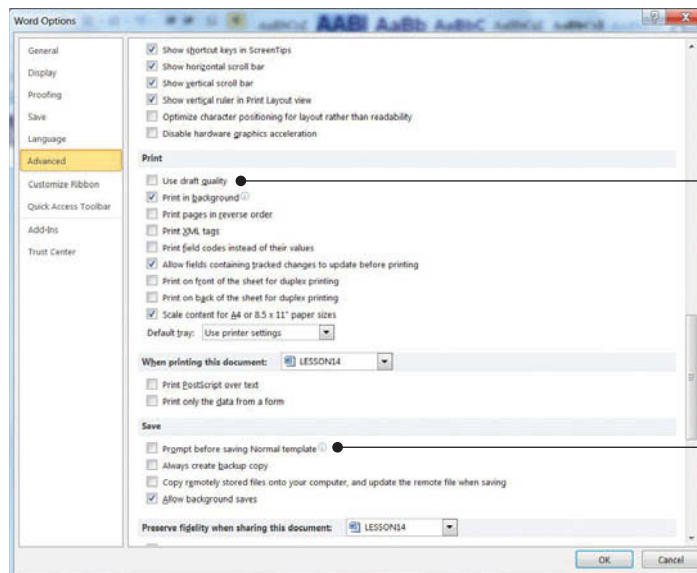 Word Options
AABI AaBb AaBbC
General
Display
Proofing
Save
Language
Advanced
Customize Ribbon
Quick Access Toolbar
Add-Ins
Trust Center
Show shortcut keys in ScreenTips
Show horizontal scroll bar
Show vertical scroll bar
Show vertical ruler in Print Layout view
Optimize character positioning for layout rather than readability
Disable hardware graphics acceleration
Print
Use draft quality
Print in background
Print pages in reverse order
Print XML tags
Print field codes instead of their values
Allow fields containing tracked changes to update before printing
Print on front of the sheet for duplex printing
Print on back of the sheet for duplex printing
Scale content for A4 or 8.5 x 11" paper sizes
Default tray: Use printer settings
When printing this document: LESSON14
Print PostScript over text
Print only the data from a form
Save
Prompt before saving Normal template
Always create backup copy
Copy remotely stored files onto your computer, and update the remote file when saving
Allow background saves
Preserve fidelity when sharing this document: LESSON14
OK Cancel